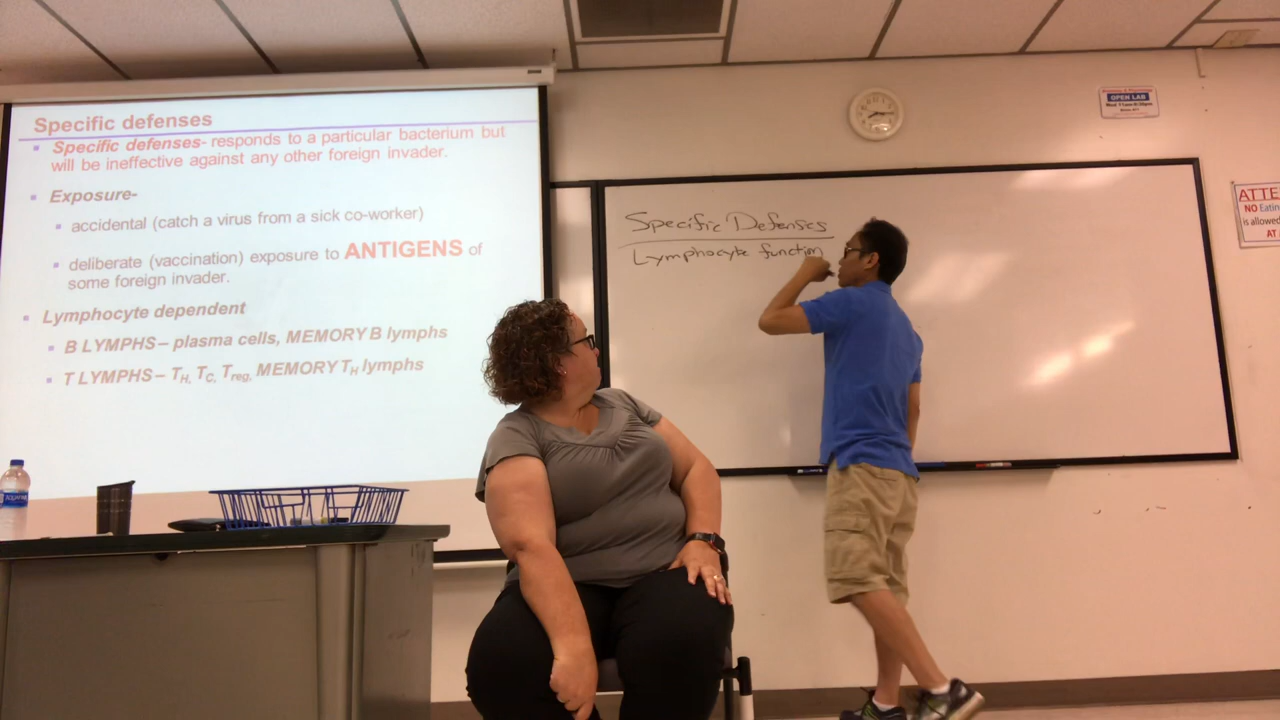 Specific defenses
▪ Specific defenses- responds to a particular bacterium but
will be ineffective against any other foreign invader.
▪ Exposure-
▪ accidental (catch a virus from a sick co-worker)
▪ deliberate (vaccination) exposure to ANTIGENS of
some foreign invader.
▪ Lymphocyte dependent
▪ B LYMPHS – plasma cells, MEMORY B lymphs
▪ T LYMPHS – TH, TC, Treg, MEMORY TH lymphs
Specific Defenses
Lymphocyte function
OPEN LAB
ATTE
NO Eatin
is allowe
AT